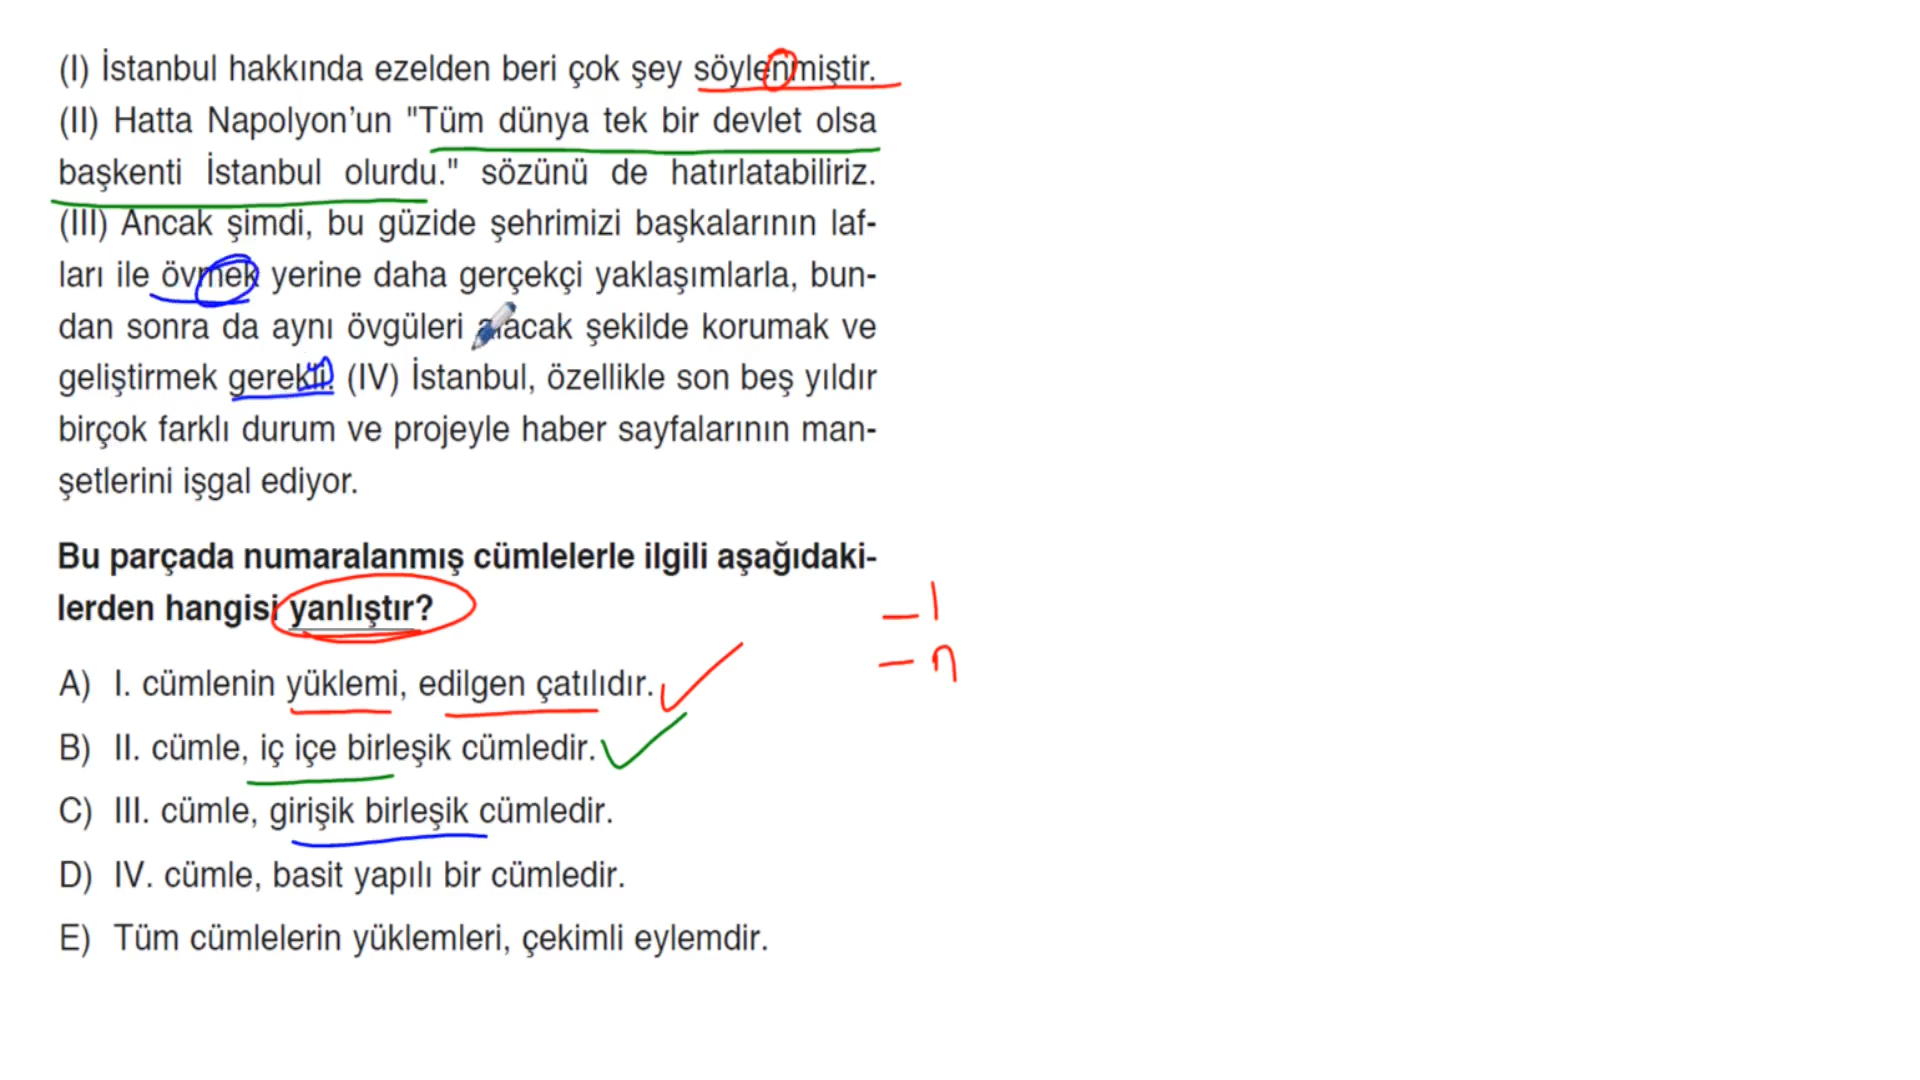 (I) İstanbul hakkında ezelden beri çok şey söylenmiştir.
(II) Hatta Napolyon’un "Tüm dünya tek bir devlet olsa
başkenti İstanbul olurdu." sözünü de hatırlatabiliriz.
(III) Ancak şimdi, bu güzide şehrimizi başkalarının laf-
ları ile övmek yerine daha gerçekçi yaklaşımlarla, bun-
dan sonra da aynı övgüleri alacak şekilde korumak ve
geliştirmek gerekli. (IV) İstanbul, özellikle son beş yıldır
birçok farklı durum ve projeyle haber sayfalarının man-
şetlerini işgal ediyor.
Bu parçada numaralanmış cümlelerle ilgili aşağıdaki-
lerden hangisi yanlıştır?
– l
– n
A) I. cümlenin yüklemi, edilgen çatılıdır.
B) II. cümle, iç içe birleşik cümledir.
C) III. cümle, girişik birleşik cümledir.
D) IV. cümle, basit yapılı bir cümledir.
E) Tüm cümlelerin yüklemleri, çekimli eylemdir.